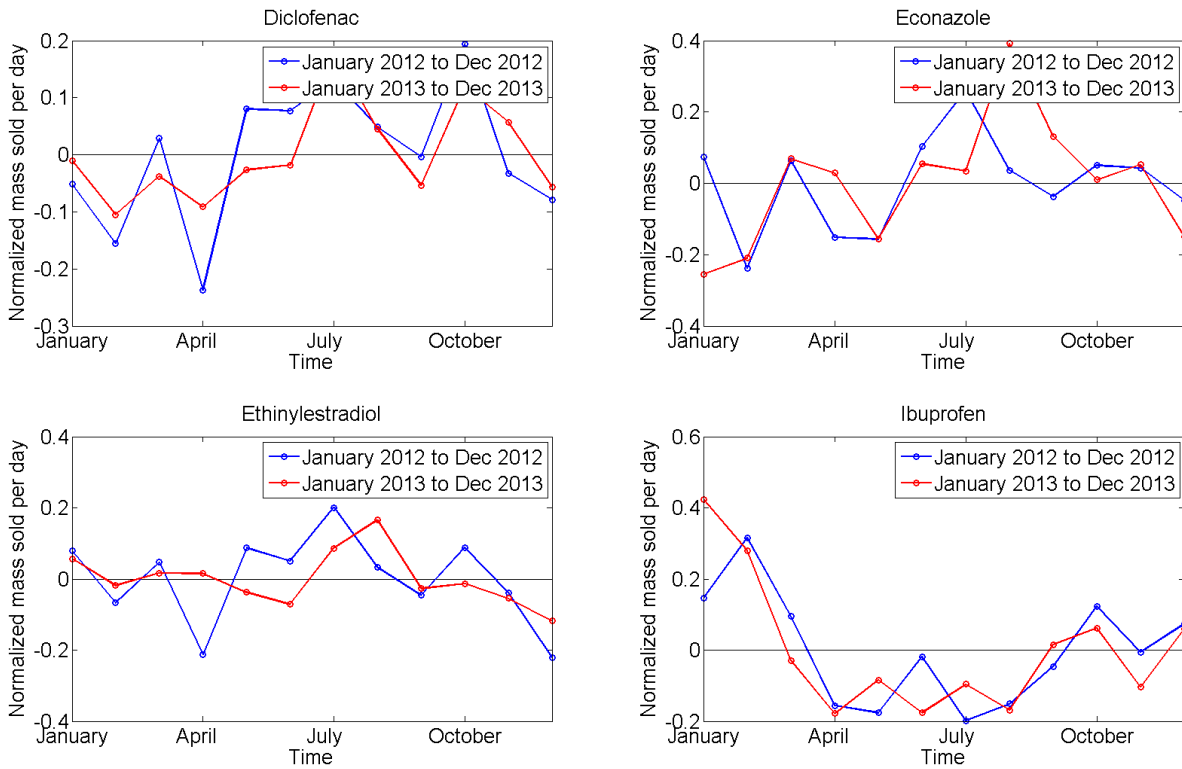 Diclofenac
Normalized mass sold per day
0.2
0.1
0
-0.1
-0.2
-0.3
January 2012 to Dec 2012
January 2013 to Dec 2013
January
April
July
October
Time
Econazole
Normalized mass sold per day
0.4
0.2
0
-0.2
-0.4
January 2012 to Dec 2012
January 2013 to Dec 2013
January
April
July
October
Time
Ethinylestradiol
Normalized mass sold per day
0.4
0.2
0
-0.2
-0.4
January 2012 to Dec 2012
January 2013 to Dec 2013
January
April
July
October
Time
Ibuprofen
Normalized mass sold per day
0.6
0.4
0.2
0
-0.2
January 2012 to Dec 2012
January 2013 to Dec 2013
January
April
July
October
Time